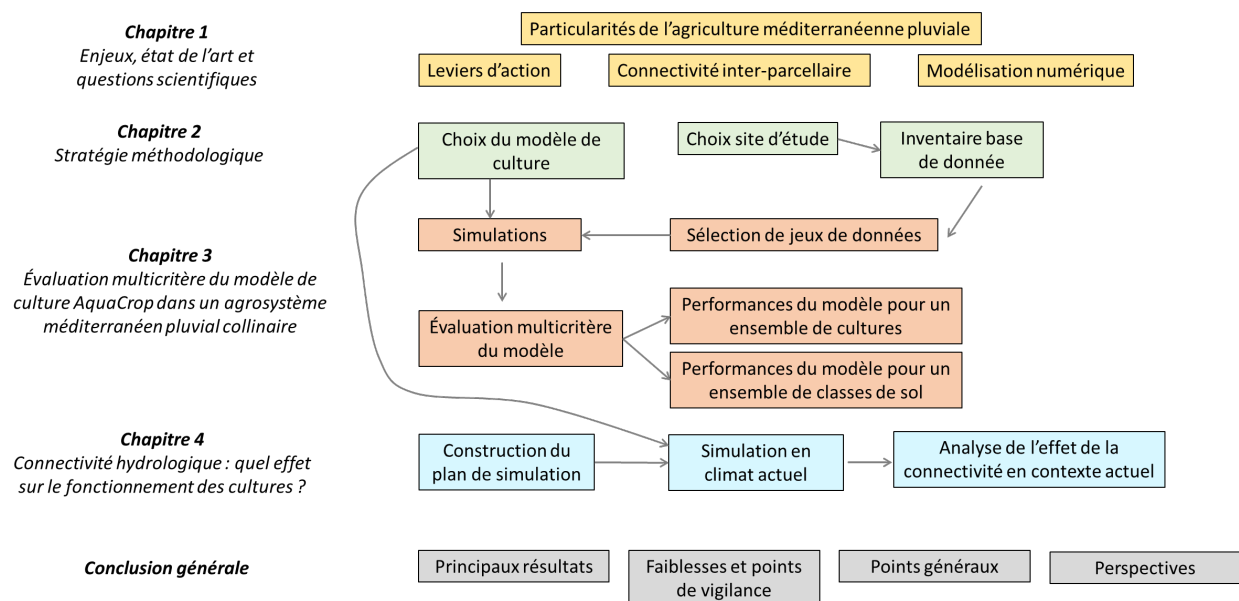 Chapitre 1
Enjeux, état de l'art et
questions scientifiques
Particularités de l'agriculture méditerranéenne pluviale
Leviers d'action
Connectivité inter-parcellaire
Modélisation numérique
Chapitre 2
Stratégie méthodologique
Choix du modèle de
culture
Choix site d'étude
Inventaire base
de donnée
Chapitre 3
Évaluation multicritère du modèle de
culture AquaCrop dans un agrosystème
méditerranéen pluvial collinaire
Simulations
Sélection de jeux de données
Évaluation multicritère
du modèle
Performances du modèle pour un
ensemble de cultures
Performances du modèle pour un
ensemble de classes de sol
Chapitre 4
Connectivité hydrologique : quel effet
sur le fonctionnement des cultures ?
Construction du
plan de simulation
Simulation en
climat actuel
Analyse de l'effet de la
connectivité en contexte actuel
Conclusion générale
Principaux résultats
Faiblesses et points
de vigilance
Points généraux
Perspectives